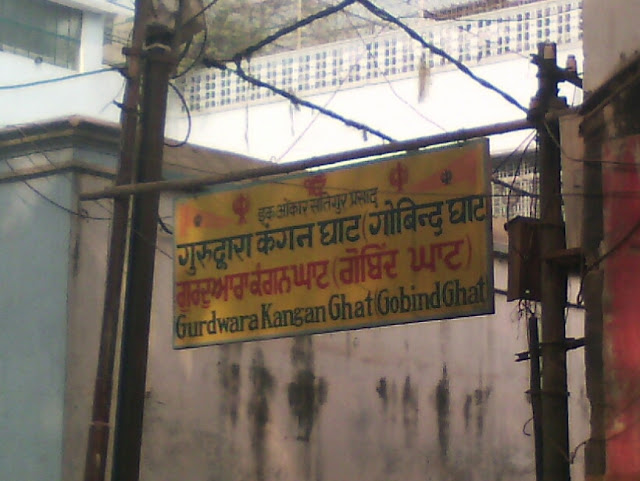 ੴ
इक ओंकार सतिगुर प्रसाद
गुरुद्वारा कंगन घाट (गोबिन्द घाट)
ਗੁਰਦੁਆਰਾ ਕੰਗਨ ਘਾਟ (ਗੋਬਿੰਦ ਘਾਟ)
Gurdwara Kangan Ghat (Gobind Ghat)